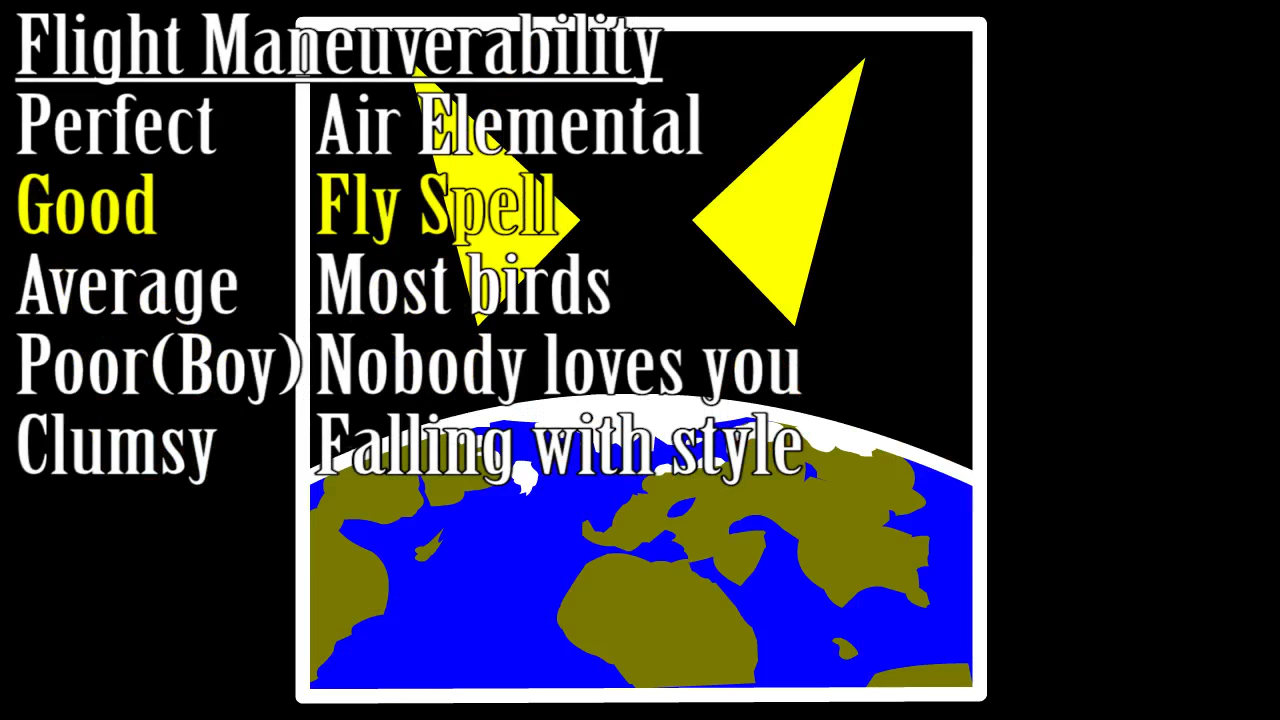 Flight Maneuverability
Perfect Air Elemental
Good Fly Spell
Average Most birds
Poor(Boy) Nobody loves you
Clumsy Falling with style